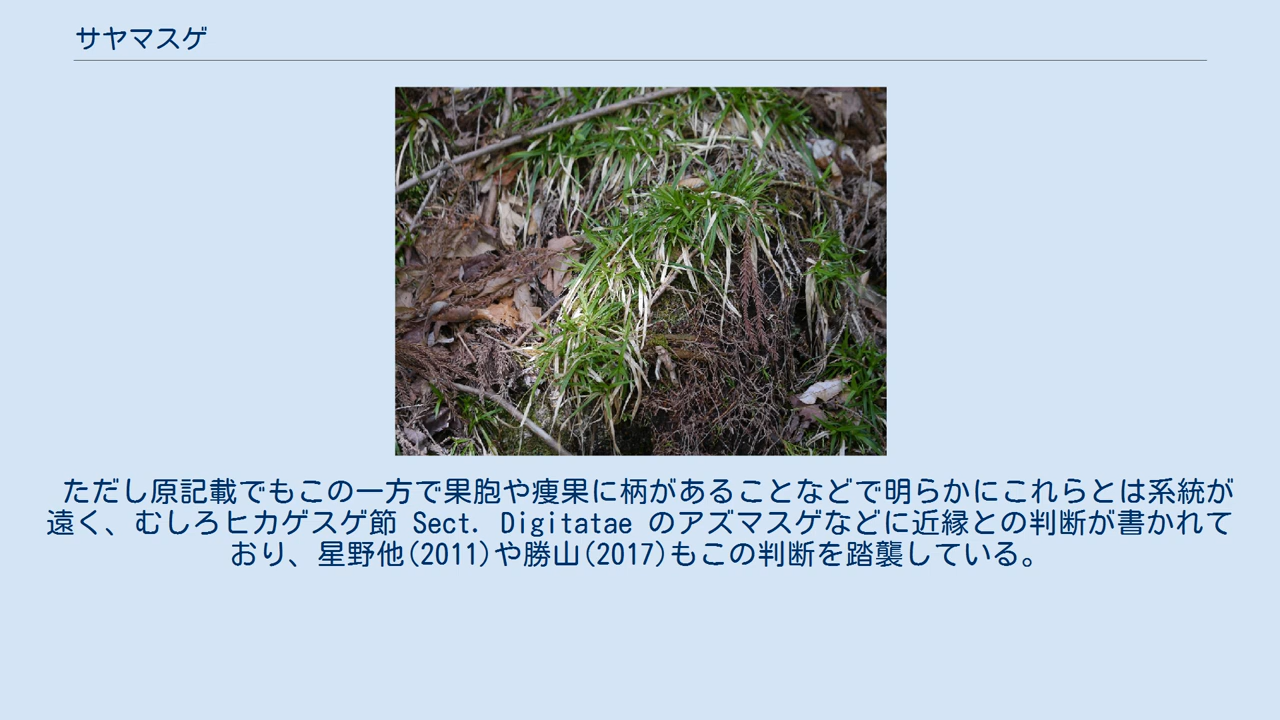 サヤマスゲ
ただし原記載でもこの一方で果胞や痩果に柄があることなどで明らかにこれらとは系統が
遠く、むしろヒカゲスゲ節 Sect. Digitatae のアズマスゲなどに近縁との判断が書かれて
おり、星野他(2011)や勝山(2017)もこの判断を踏襲している。